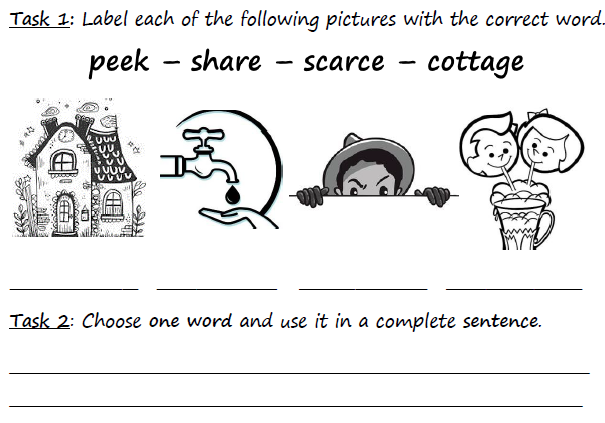 Task 1: Label each of the following pictures with the correct word.
peek – share – scarce – cottage
Task 2: Choose one word and use it in a complete sentence.